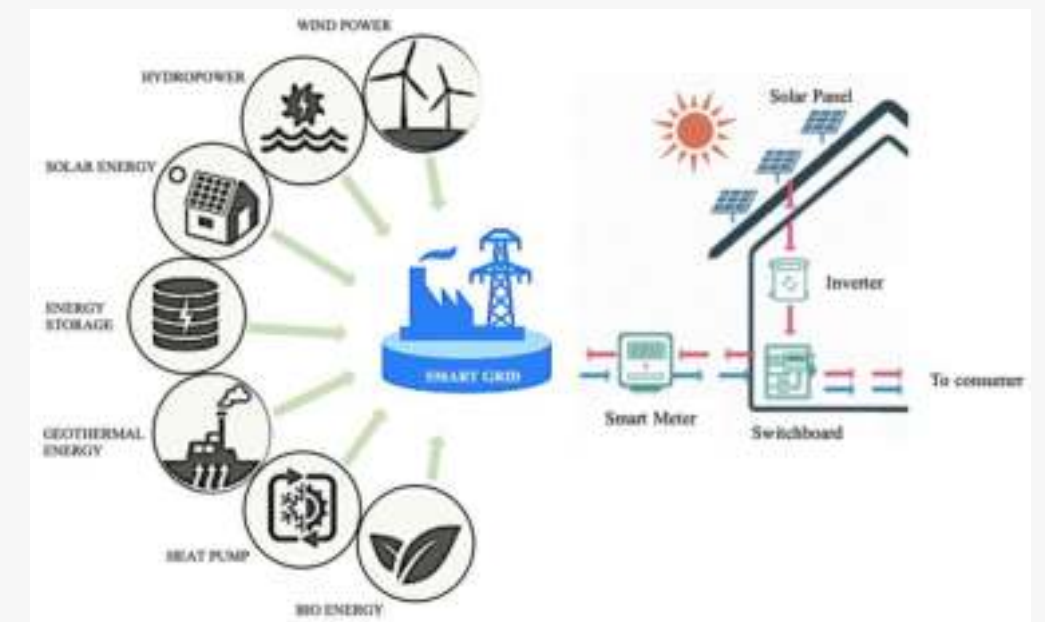 WIND POWER
HYDROPOWER
SOLAR ENERGY
ENERGY
STORAGE
GEOTHERMAL
ENERGY
HEAT PUMP
BIO ENERGY
SMART GRID
Solar Panel
Inverter
Smart Meter
Switchboard
To consumer